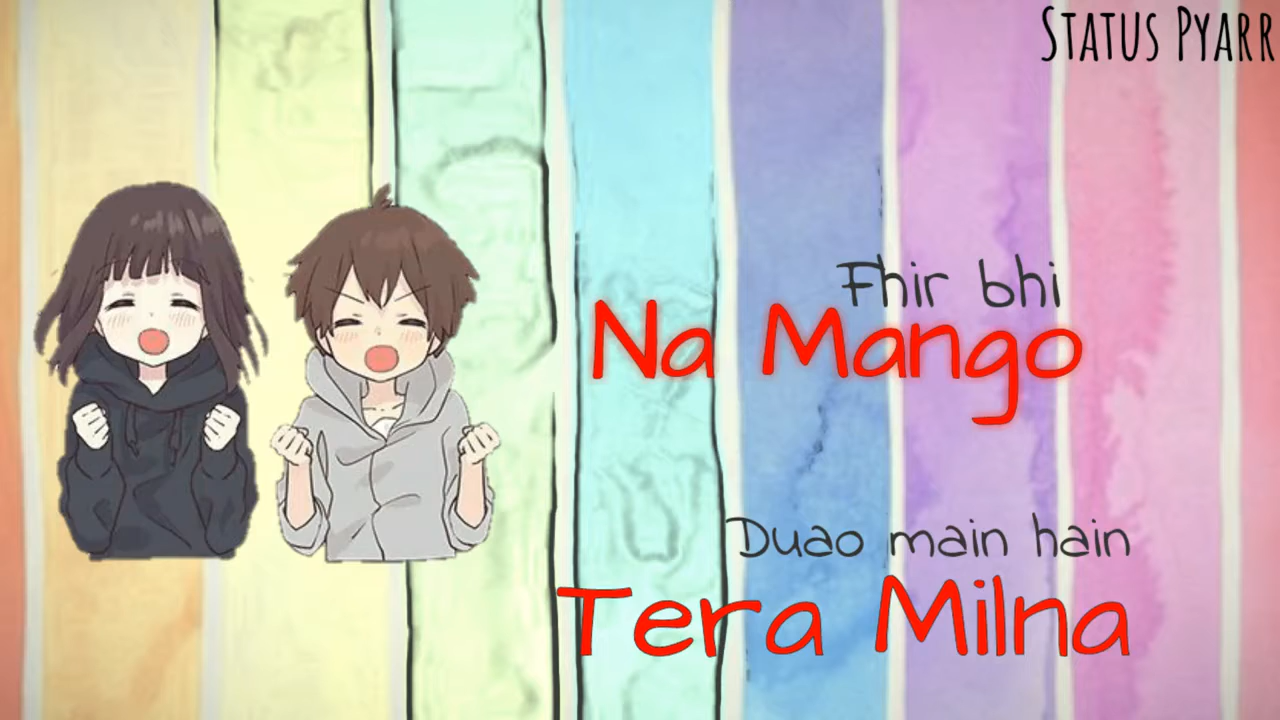 STATUS PYARR
Fhir bhi
Na Mango
Duao main hain
Tera Milna